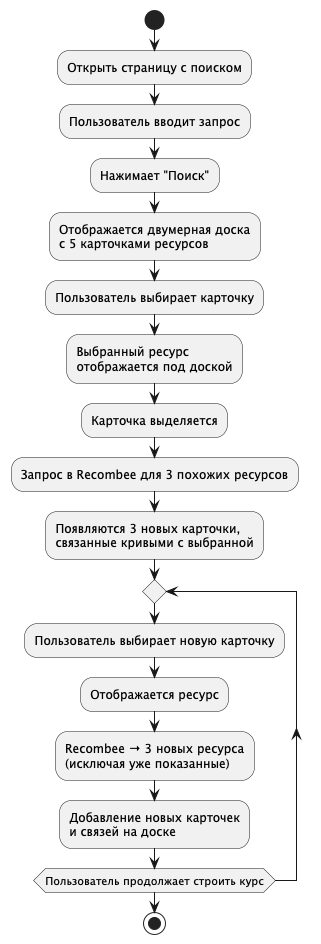 Открыть страницу с поиском
Пользователь вводит запрос
Нажимает "Поиск"
Отображается двумерная доска
с 5 карточками ресурсов
Пользователь выбирает карточку
Выбранный ресурс
отображается под доской
Карточка выделяется
Запрос в Recombee для 3 похожих ресурсов
Появляются 3 новых карточки,
связанные кривыми с выбранной
Пользователь выбирает новую карточку
Отображается ресурс
Recombee → 3 новых ресурса
(исключая уже показанные)
Добавление новых карточек
и связей на доске
Пользователь продолжает строить курс